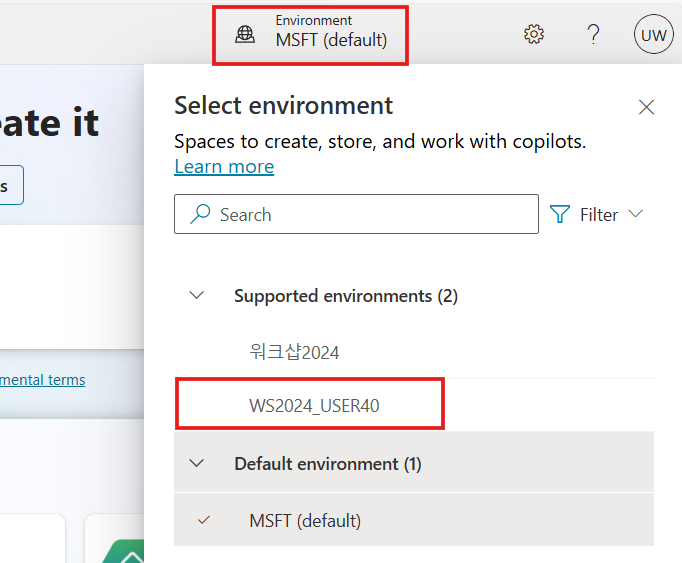 Environment
MSFT (default)
?
UW
eate it
s
mental terms
Select environment
Spaces to create, store, and work with copilots.
Learn more
Search
Filter
Supported environments (2)
워크샵2024
WS2024_USER40
Default environment (1)
MSFT (default)